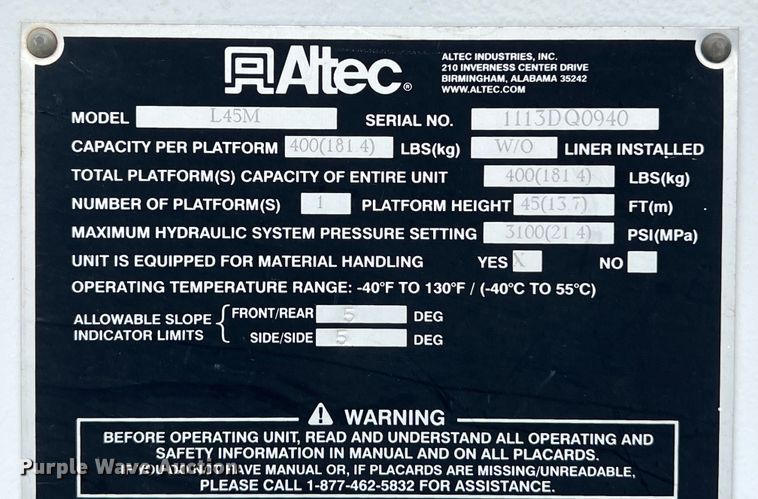 Altec®
ALTEC INDUSTRIES, INC.
210 INVERNESS CENTER DRIVE
BIRMINGHAM, ALABAMA 35242
WWW.ALTEC.COM
MODEL L45M SERIAL NO. 1113DQ0940
CAPACITY PER PLATFORM 400(181.4) LBS(kg) W/O LINER INSTALLED
TOTAL PLATFORM(S) CAPACITY OF ENTIRE UNIT 400(181.4) LBS(kg)
NUMBER OF PLATFORM(S) 1 PLATFORM HEIGHT 45(13.7) FT(m)
MAXIMUM HYDRAULIC SYSTEM PRESSURE SETTING 3100(21.4) PSI(MPa)
UNIT IS EQUIPPED FOR MATERIAL HANDLING YES X NO
OPERATING TEMPERATURE RANGE: -40°F TO 130°F / (-40°C TO 55°C)
ALLOWABLE SLOPE INDICATOR LIMITS { FRONT/REAR 5 DEG
SIDE/SIDE 5 DEG
⚠ WARNING
BEFORE OPERATING UNIT, READ AND UNDERSTAND ALL OPERATING AND
SAFETY INFORMATION IN MANUAL AND ON ALL PLACARDS.
IF YOU DO NOT HAVE MANUAL OR, IF PLACARDS ARE MISSING/UNREADABLE,
PLEASE CALL 1-877-462-5832 FOR ASSISTANCE.
Purple Wave Auction.